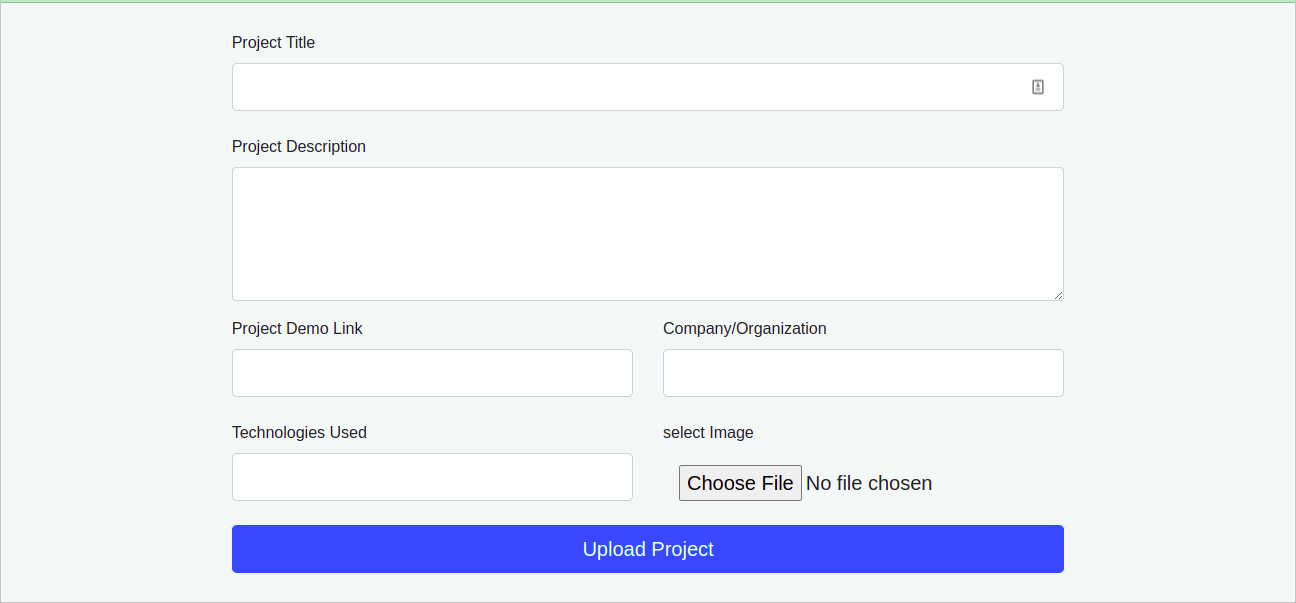 Project Title
Project Description
Project Demo Link
Company/Organization
Technologies Used
select Image
Choose File No file chosen
Upload Project